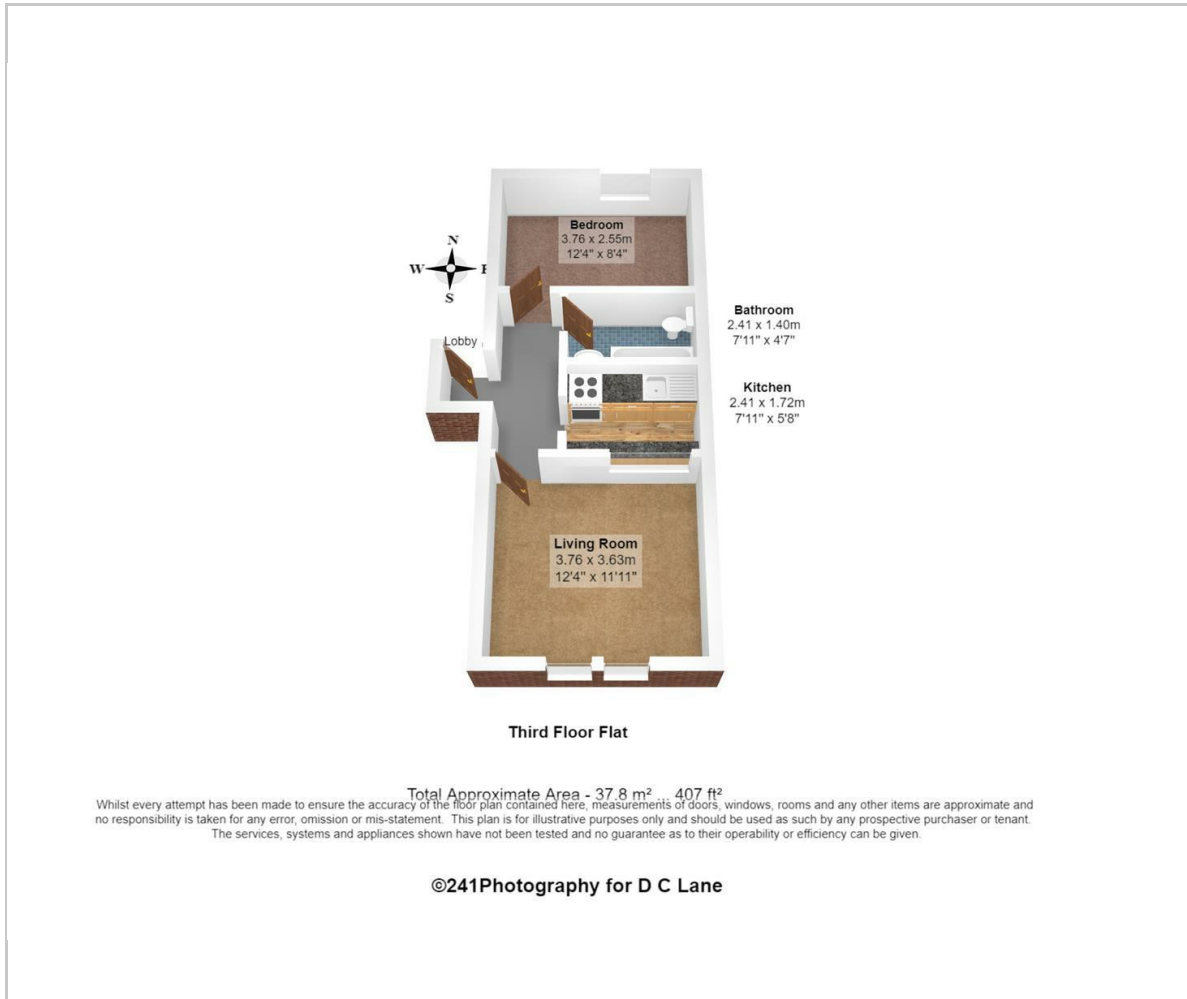 Bedroom
3.76 x 2.55m
12'4" x 8'4"
N
W
S
Bathroom
2.41 x 1.40m
7'11" x 4'7"
Lobby
Kitchen
2.41 x 1.72m
7'11" x 5'8"
Living Room
3.76 x 3.63m
12'4" x 11'11"
Third Floor Flat
Total Approximate Area - 37.8 m² ... 407 ft²
Whilst every attempt has been made to ensure the accuracy of the floor plan contained here, measurements of doors, windows, rooms and any other items are approximate and
no responsibility is taken for any error, omission or mis-statement. This plan is for illustrative purposes only and should be used as such by any prospective purchaser or tenant.
The services, systems and appliances shown have not been tested and no guarantee as to their operability or efficiency can be given.
©241Photography for D C Lane